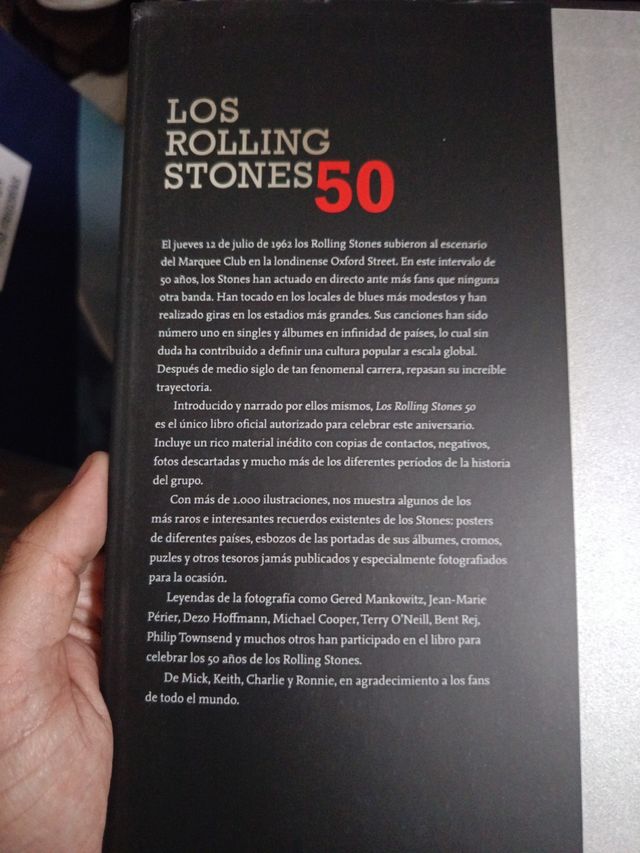 LOS
ROLLING
STONES 50
El jueves 12 de julio de 1962 los Rolling Stones subieron al escenario
del Marquee Club en la londinense Oxford Street. En este intervalo de
50 años, los Stones han actuado en directo ante más fans que ninguna
otra banda. Han tocado en los locales de blues más modestos y han
realizado giras en los estadios más grandes. Sus canciones han sido
número uno en singles y álbumes en infinidad de países, lo cual sin
duda ha contribuido a definir una cultura popular a escala global.
Después de medio siglo de tan fenomenal carrera, repasan su increíble
trayectoria.
Introducido y narrado por ellos mismos, Los Rolling Stones 50
es el único libro oficial autorizado para celebrar este aniversario.
Incluye un rico material inédito con copias de contactos, negativos,
fotos descartadas y mucho más de los diferentes períodos de la historia
del grupo.
Con más de 1.000 ilustraciones, nos muestra algunos de los
más raros e interesantes recuerdos existentes de los Stones: posters
de diferentes países, esbozos de las portadas de sus álbumes, cromos,
puzles y otros tesoros jamás publicados y especialmente fotografiados
para la ocasión.
Leyendas de la fotografía como Gered Mankowitz, Jean-Marie
Périer, Dezo Hoffmann, Michael Cooper, Terry O'Neill, Bent Rej,
Philip Townsend y muchos otros han participado en el libro para
celebrar los 50 años de los Rolling Stones.
De Mick, Keith, Charlie y Ronnie, en agradecimiento a los fans
de todo el mundo.